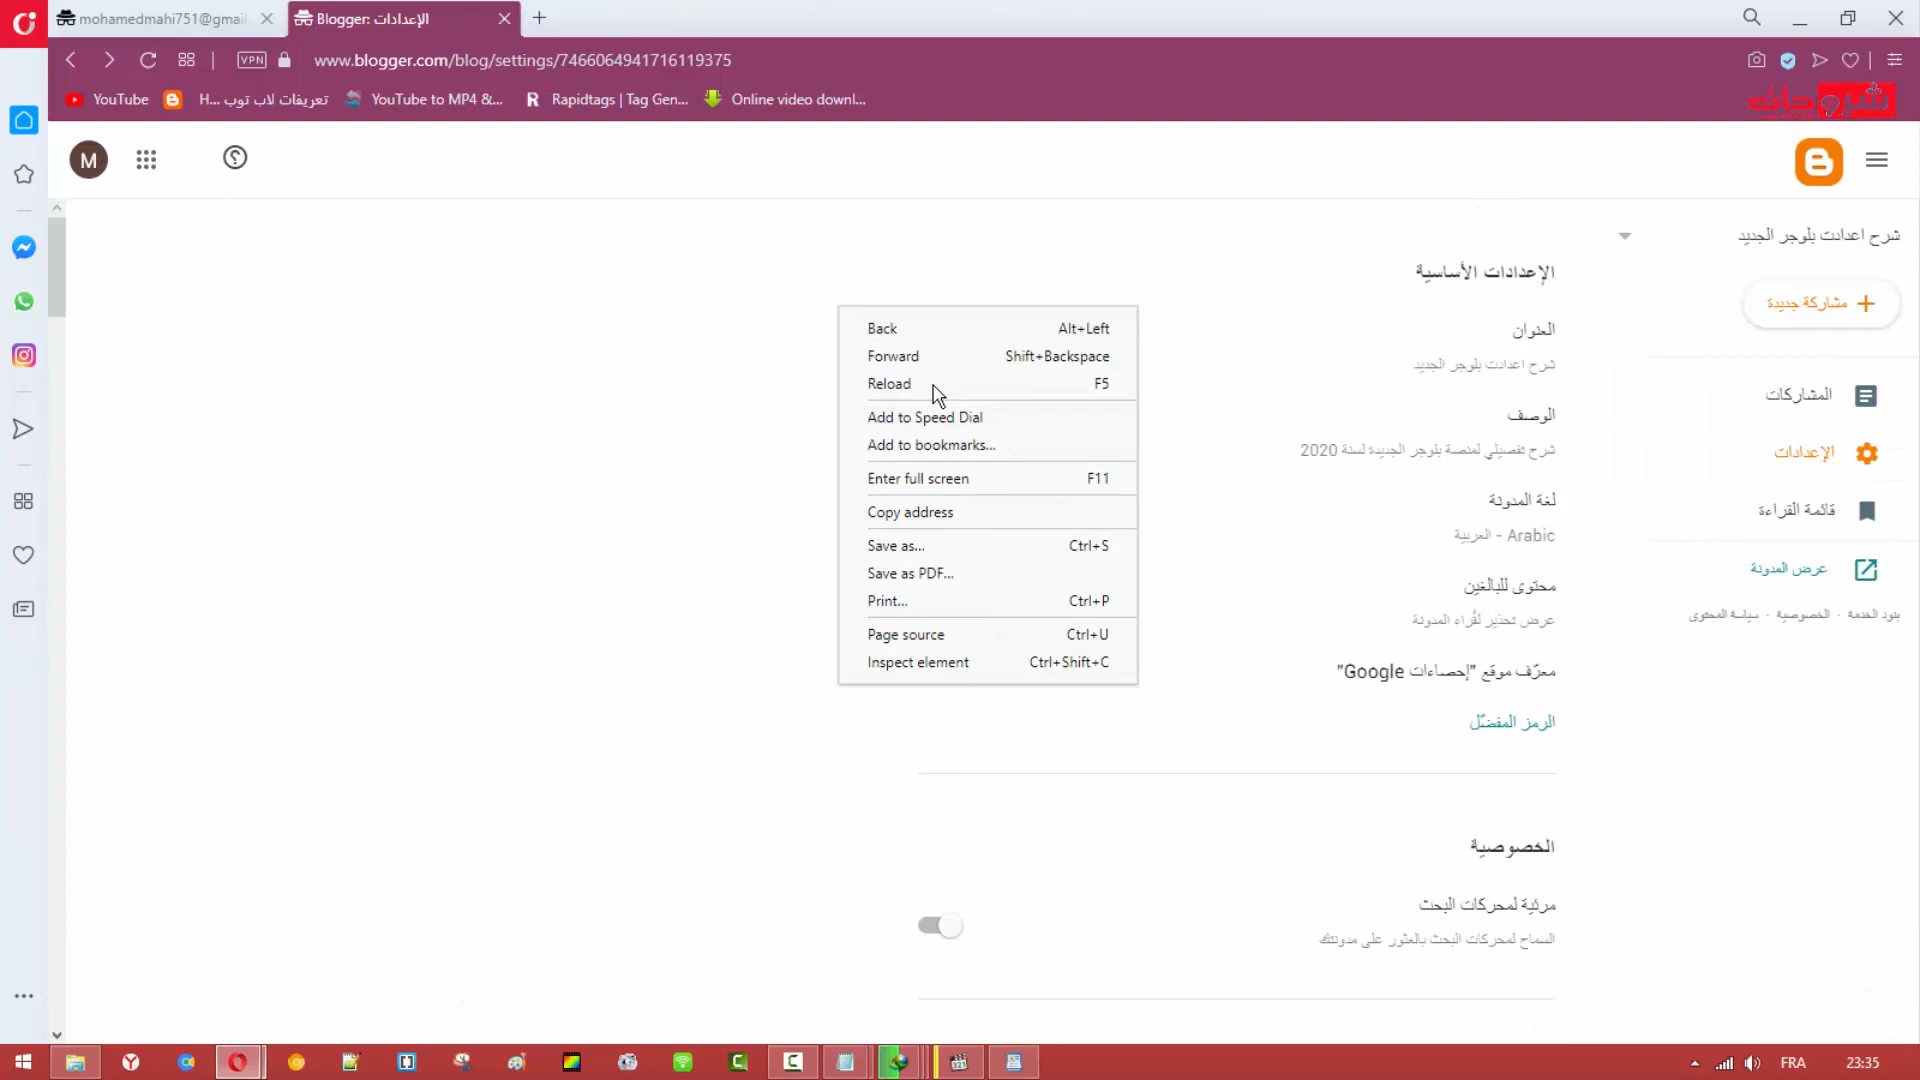 mohamedmahi751@gmail.
Blogger: الإعدادات
VPN
www.blogger.com/blog/settings/7466064941716119375
YouTube
H... تعريفات لاب توب
YouTube to MP4 &...
Rapidtags | Tag Gen...
Online video downl...
شروحاته
M
شرح اعدادت بلوجر الجديد
مشاركة جديدة
المشاركات
الإعدادات
قائمة القراءة
عرض المدونة
بنود الخدمة · الخصوصية · سياسة المحتوى
الإعدادات الأساسية
العنوان
شرح اعدادت بلوجر الجديد
الوصف
شرح تفصيلي لمنصة بلوجر الجديدة لسنة 2020
لغة المدونة
العربية - Arabic
محتوى للبالغين
عرض تحذير لقُراء المدونة
معرّف موقع "إحصاءات Google"
الرمز المفضّل
الخصوصية
مرئية لمحركات البحث
السماح لمحركات البحث بالعثور على مدونتك
Back Alt+Left
Forward Shift+Backspace
Reload F5
Add to Speed Dial
Add to bookmarks...
Enter full screen F11
Copy address
Save as... Ctrl+S
Save as PDF...
Print... Ctrl+P
Page source Ctrl+U
Inspect element Ctrl+Shift+C
FRA
23:35